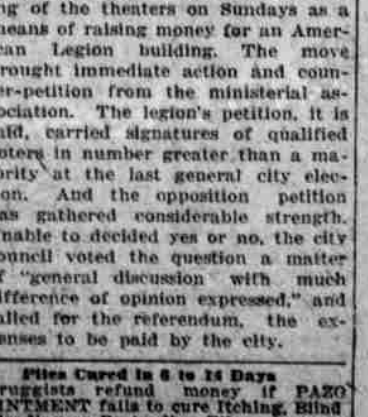 ng of the theaters on Sundays as a
neans of raising money for an Amer-
can Legion building. The move
rought immediate action and coun-
er-petition from the ministerial as-
ociation. The legion's petition, it is
aid, carried signatures of qualified
oters in number greater than a ma-
ority at the last general city elec-
on. And the opposition petition
as gathered considerable strength.
nable to decided yes or no, the city
ouncil voted the question a matter
f "general discussion with much
ifference of opinion expressed," and
alled for the referendum, the ex-
enses to be paid by the city.
Piles Cured in 6 to 14 Days
ruggists refund money if PAZO
INTMENT fails to cure Itching, Blind